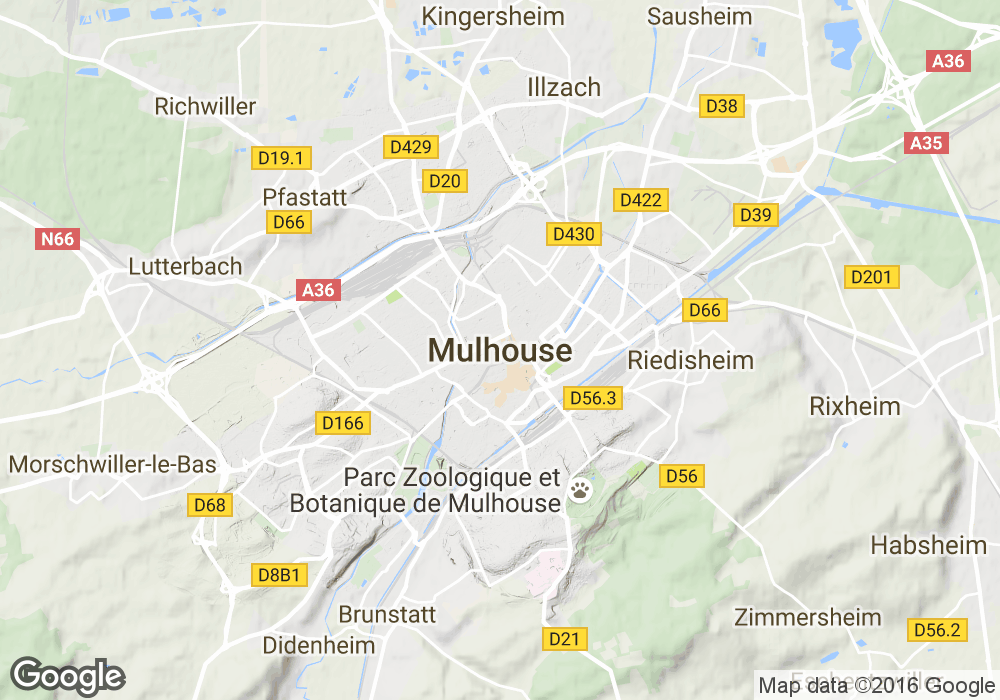 Kingersheim
Sausheim
A36
Illzach
Richwiller
D38
A35
D429
D19.1
D20
Pfastatt
D422
D66
D39
N66
D430
Lutterbach
D201
A36
D66
Mulhouse
Riedisheim
D56.3
Rixheim
D166
Morschwiller-le-Bas
Parc Zoologique et
Botanique de Mulhouse
D56
D68
Habsheim
D8B1
Brunstatt
Zimmersheim
Didenheim
D21
D56.2
Google
Map data ©2016 Google